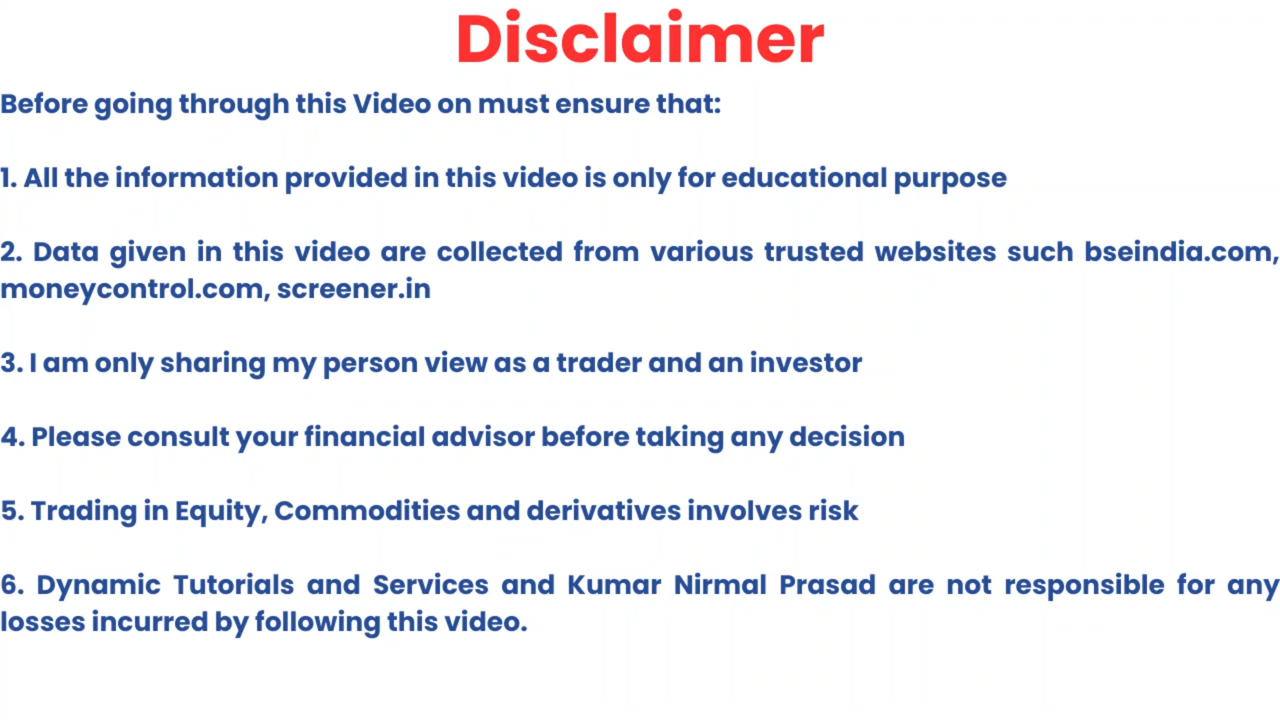 Disclaimer
Before going through this Video on must ensure that:
1. All the information provided in this video is only for educational purpose
2. Data given in this video are collected from various trusted websites such bseindia.com,
moneycontrol.com, screener.in
3. I am only sharing my person view as a trader and an investor
4. Please consult your financial advisor before taking any decision
5. Trading in Equity, Commodities and derivatives involves risk
6. Dynamic Tutorials and Services and Kumar Nirmal Prasad are not responsible for any
losses incurred by following this video.